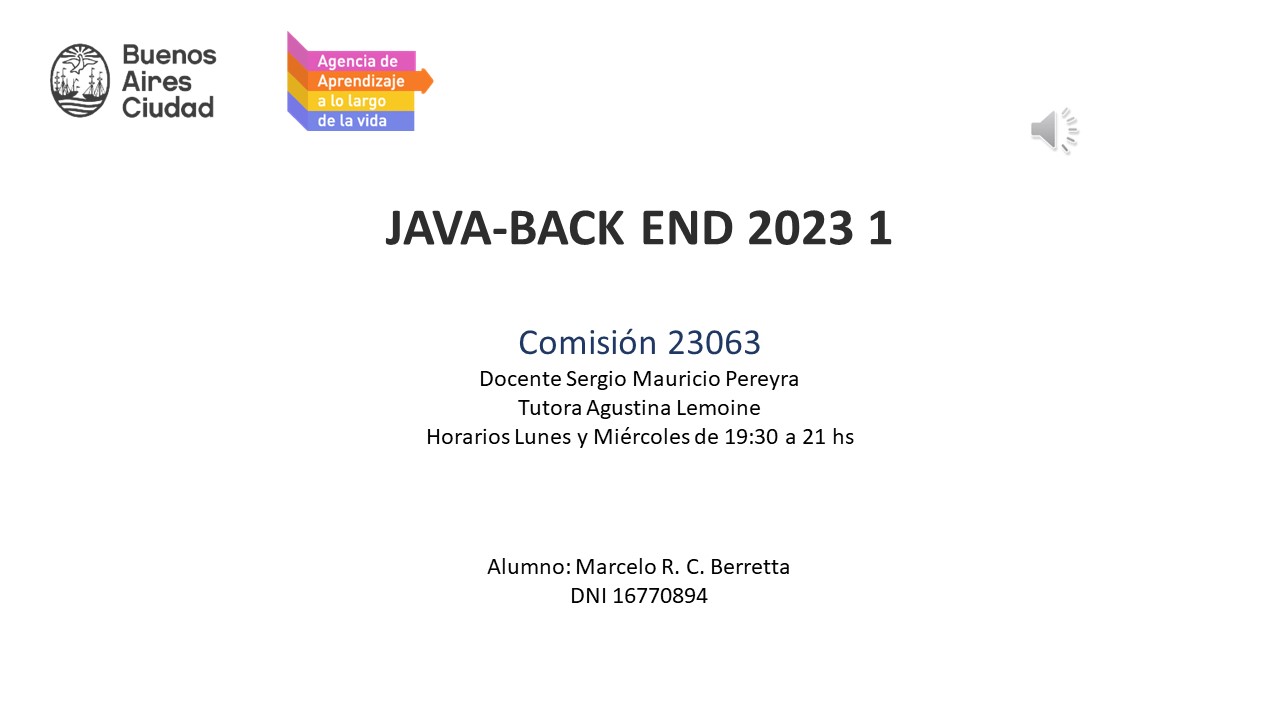 Buenos
Aires
Ciudad
Agencia de
Aprendizaje
a lo largo
de la vida
JAVA-BACK END 2023 1
Comisión 23063
Docente Sergio Mauricio Pereyra
Tutora Agustina Lemoine
Horarios Lunes y Miércoles de 19:30 a 21 hs
Alumno: Marcelo R. C. Berretta
DNI 16770894